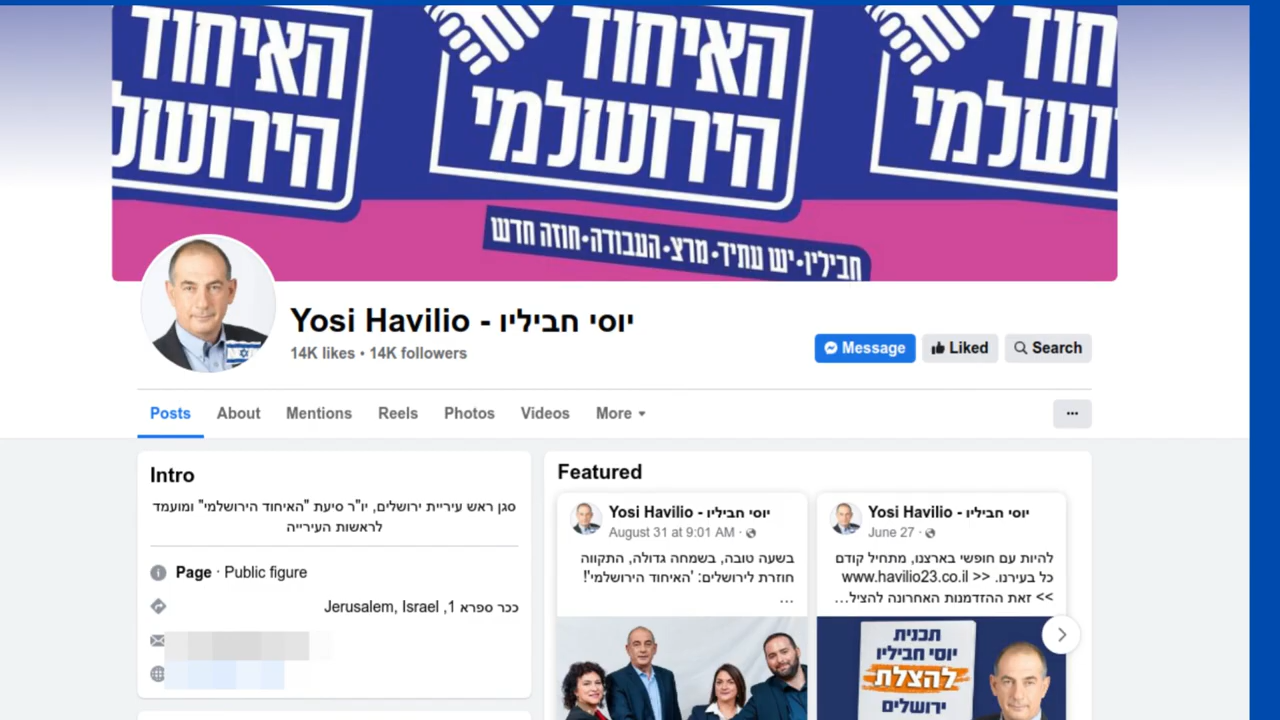 האיחוד
הירושל
האיחוד
הירושלמי
חוד
ושלמי
חביליו•יש עתיד•מרצ•העבודה•חוזה חדש
Yosi Havilio - יוסי חביליו
14K likes • 14K followers
Message
Liked
Search
Posts
About
Mentions
Reels
Photos
Videos
More
...
Intro
סגן ראש עיריית ירושלים, יו"ר סיעת "האיחוד הירושלמי" ומועמד
לראשות העירייה
Page · Public figure
ככר ספרא 1, Jerusalem, Israel
Featured
Yosi Havilio - יוסי חביליו
August 31 at 9:01 AM ·
בשעה טובה, בשמחה גדולה, התקווה
חוזרת לירושלים: 'האיחוד הירושלמי'!
...
Yosi Havilio - יוסי חביליו
June 27 ·
להיות עם חופשי בארצנו, מתחיל קודם
כל בעירנו. >> www.havilio23.co.il
>> זאת ההזדמנות האחרונה להציל...
תכנית
יוסי חביליו
להצלת
ירושלים